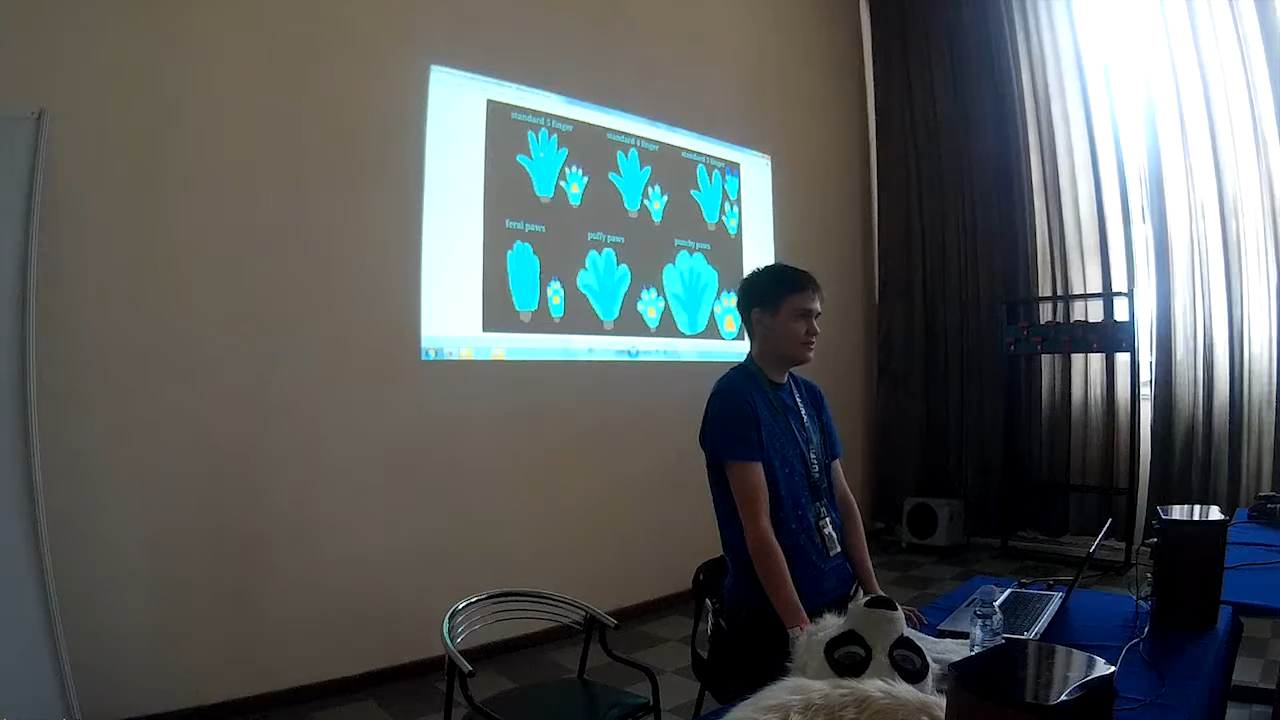 standard 5 finger
standard 4 finger
standard 3 finger
feral paws
puffy paws
punchy paws